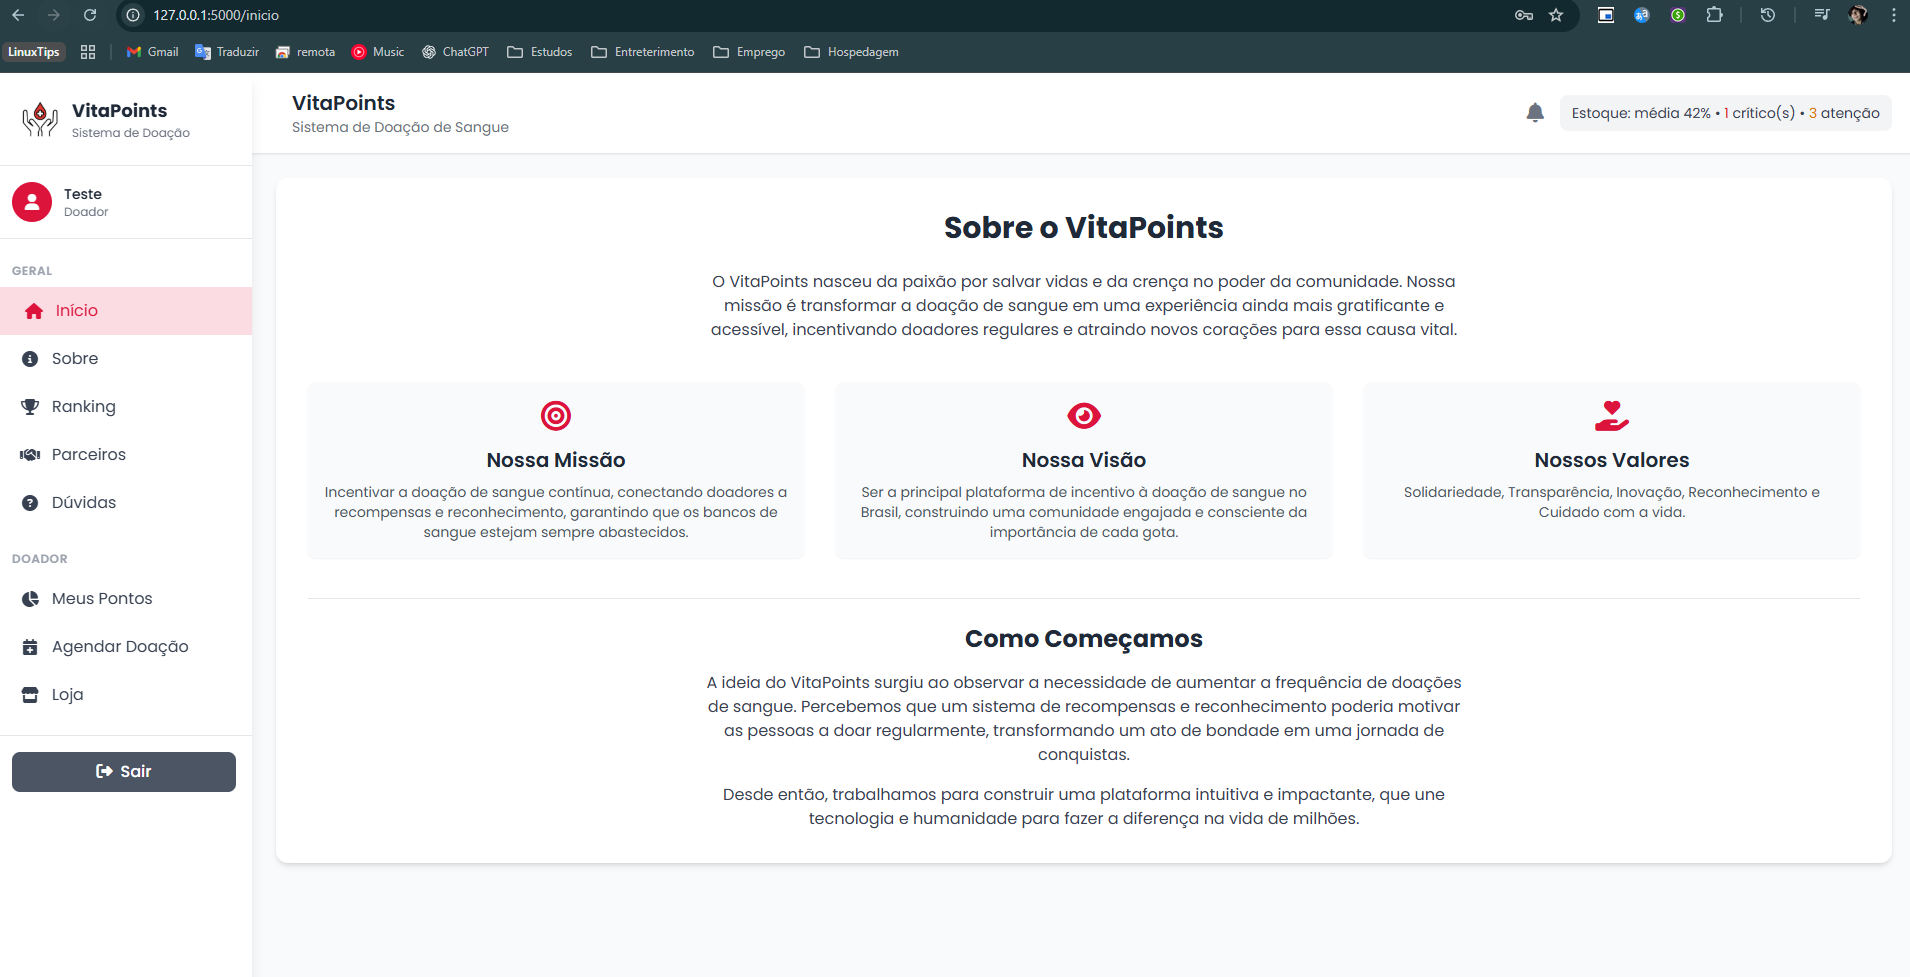 127.0.0.1:5000/inicio
LinuxTips
Gmail
Traduzir
remota
Music
ChatGPT
Estudos
Entreterimento
Emprego
Hospedagem
VitaPoints
Sistema de Doação
Teste
Doador
GERAL
Início
Sobre
Ranking
Parceiros
Dúvidas
DOADOR
Meus Pontos
Agendar Doação
Loja
Sair
VitaPoints
Sistema de Doação de Sangue
Estoque: média 42% • 1 crítico(s) • 3 atenção
Sobre o VitaPoints
O VitaPoints nasceu da paixão por salvar vidas e da crença no poder da comunidade. Nossa
missão é transformar a doação de sangue em uma experiência ainda mais gratificante e
acessível, incentivando doadores regulares e atraindo novos corações para essa causa vital.
Nossa Missão
Incentivar a doação de sangue contínua, conectando doadores a
recompensas e reconhecimento, garantindo que os bancos de
sangue estejam sempre abastecidos.
Nossa Visão
Ser a principal plataforma de incentivo à doação de sangue no
Brasil, construindo uma comunidade engajada e consciente da
importância de cada gota.
Nossos Valores
Solidariedade, Transparência, Inovação, Reconhecimento e
Cuidado com a vida.
Como Começamos
A ideia do VitaPoints surgiu ao observar a necessidade de aumentar a frequência de doações
de sangue. Percebemos que um sistema de recompensas e reconhecimento poderia motivar
as pessoas a doar regularmente, transformando um ato de bondade em uma jornada de
conquistas.
Desde então, trabalhamos para construir uma plataforma intuitiva e impactante, que une
tecnologia e humanidade para fazer a diferença na vida de milhões.